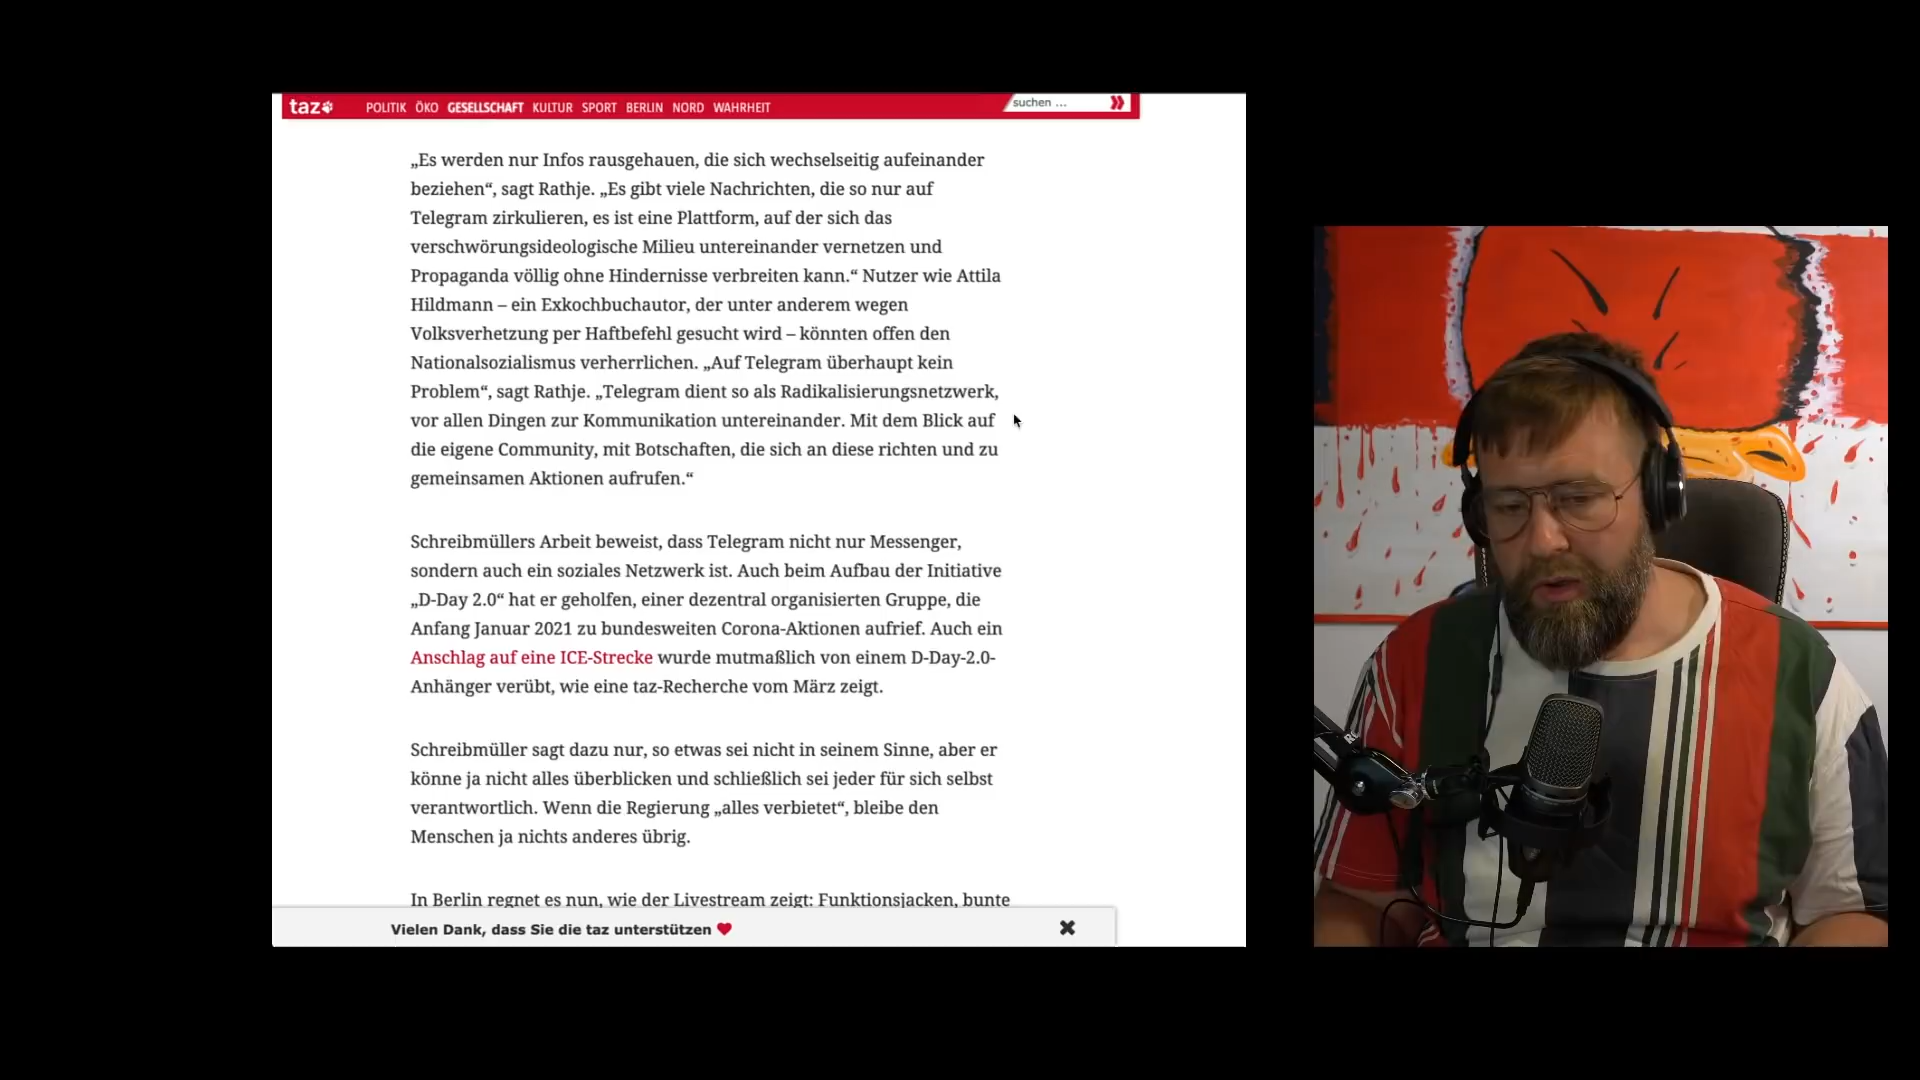 taz
POLITIK ÖKO GESELLSCHAFT KULTUR SPORT BERLIN NORD WAHRHEIT
suchen ...
„Es werden nur Infos rausgehauen, die sich wechselseitig aufeinander
beziehen“, sagt Rathje. „Es gibt viele Nachrichten, die so nur auf
Telegram zirkulieren, es ist eine Plattform, auf der sich das
verschwörungsideologische Milieu untereinander vernetzen und
Propaganda völlig ohne Hindernisse verbreiten kann.“ Nutzer wie Attila
Hildmann – ein Exkochbuchautor, der unter anderem wegen
Volksverhetzung per Haftbefehl gesucht wird – könnten offen den
Nationalsozialismus verherrlichen. „Auf Telegram überhaupt kein
Problem“, sagt Rathje. „Telegram dient so als Radikalisierungsnetzwerk,
vor allen Dingen zur Kommunikation untereinander. Mit dem Blick auf
die eigene Community, mit Botschaften, die sich an diese richten und zu
gemeinsamen Aktionen aufrufen.“
Schreibmüllers Arbeit beweist, dass Telegram nicht nur Messenger,
sondern auch ein soziales Netzwerk ist. Auch beim Aufbau der Initiative
„D-Day 2.0“ hat er geholfen, einer dezentral organisierten Gruppe, die
Anfang Januar 2021 zu bundesweiten Corona-Aktionen aufrief. Auch ein
Anschlag auf eine ICE-Strecke wurde mutmaßlich von einem D-Day-2.0-
Anhänger verübt, wie eine taz-Recherche vom März zeigt.
Schreibmüller sagt dazu nur, so etwas sei nicht in seinem Sinne, aber er
könne ja nicht alles überblicken und schließlich sei jeder für sich selbst
verantwortlich. Wenn die Regierung „alles verbietet“, bleibe den
Menschen ja nichts anderes übrig.
In Berlin regnet es nun, wie der Livestream zeigt: Funktionsjacken, bunte
Vielen Dank, dass Sie die taz unterstützen